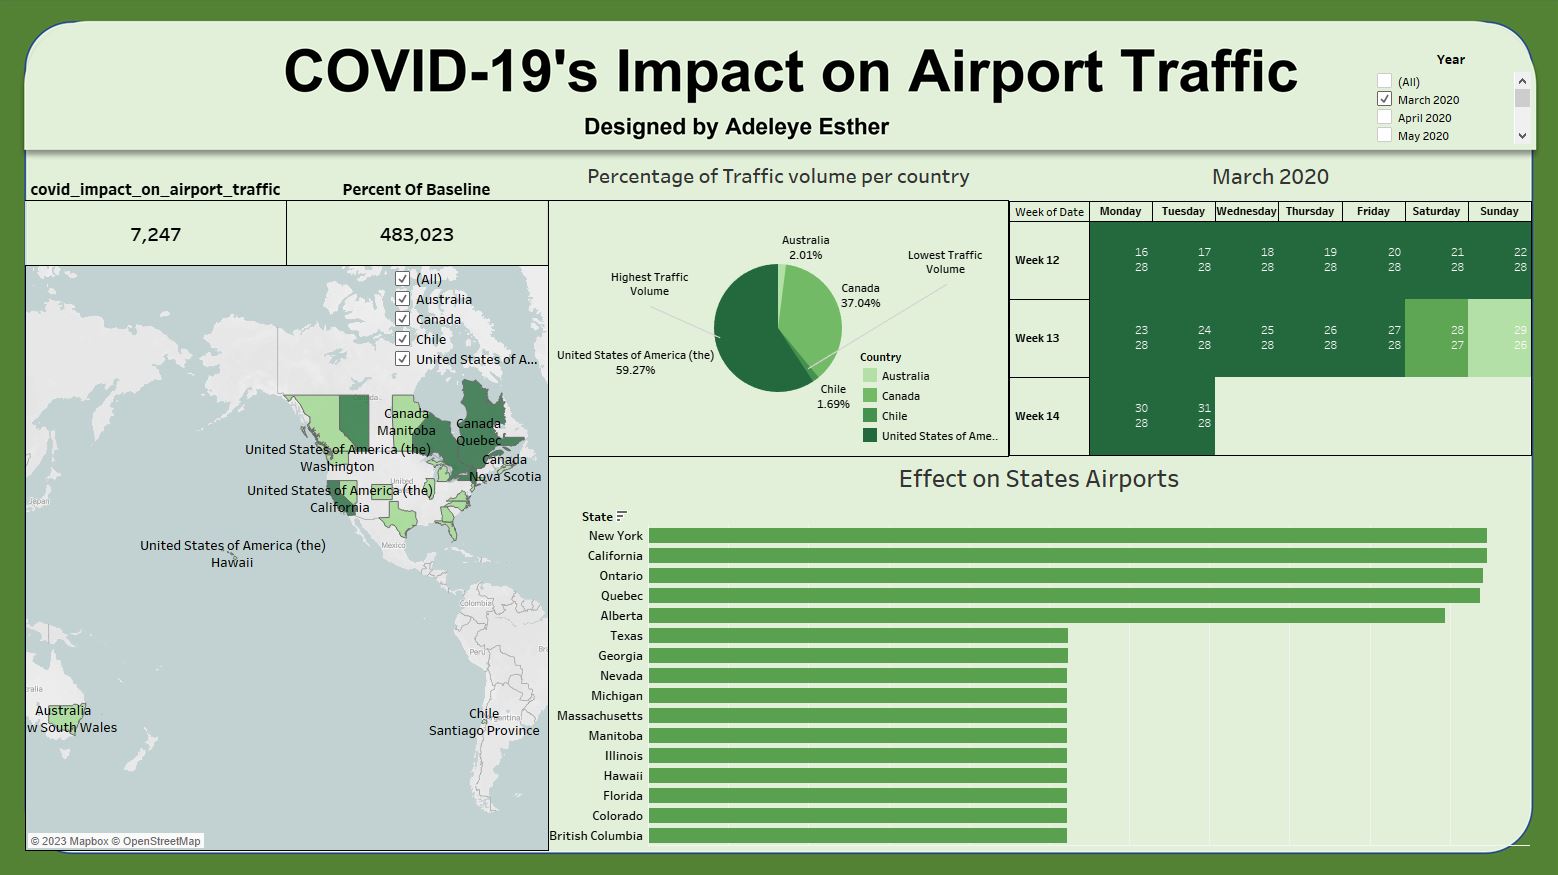 COVID-19's Impact on Airport Traffic
Designed by Adeleye Esther
Year
(All)
March 2020
April 2020
May 2020
covid_impact_on_airport_traffic
Percent Of Baseline
7,247
483,023
(All)
Australia
Canada
Chile
United States of A...
Canada
Canada
Manitoba
Canada
Quebec
United States of America (the)
Washington
Canada
Nova Scotia
United
United States of America (the)
California
Japan
Mexico
United States of America (the)
Hawaii
Colombia
Peru
Br
ralia
Australia
w South Wales
Chile
gentina
Santiago Province
© 2023 Mapbox © OpenStreetMap
Percentage of Traffic volume per country
Australia
2.01%
Lowest Traffic
Volume
Highest Traffic
Volume
Canada
37.04%
United States of America (the)
59.27%
Chile
1.69%
Country
Australia
Canada
Chile
United States of Ame..
March 2020
Week of Date Monday Tuesday Wednesday Thursday Friday Saturday Sunday
Week 12
16 17 18 19 20 21 22
28 28 28 28 28 28 28
Week 13
23 24 25 26 27 28 29
28 28 28 28 28 27 26
Week 14
30 31
28 28
Effect on States Airports
State
New York
California
Ontario
Quebec
Alberta
Texas
Georgia
Nevada
Michigan
Massachusetts
Manitoba
Illinois
Hawaii
Florida
Colorado
British Columbia